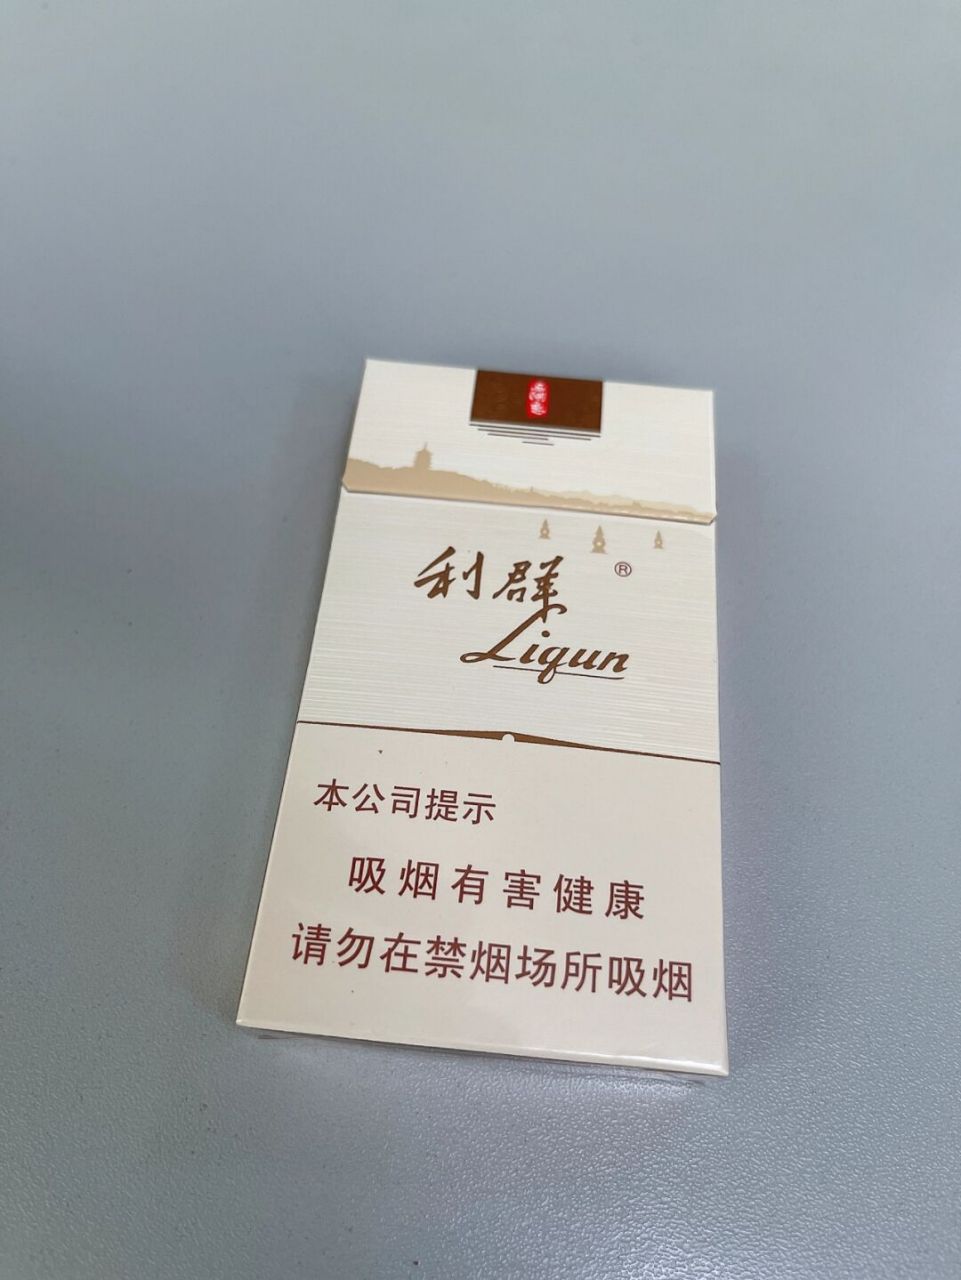 利群®
Liqun
本公司提示
吸烟有害健康
请勿在禁烟场所吸烟